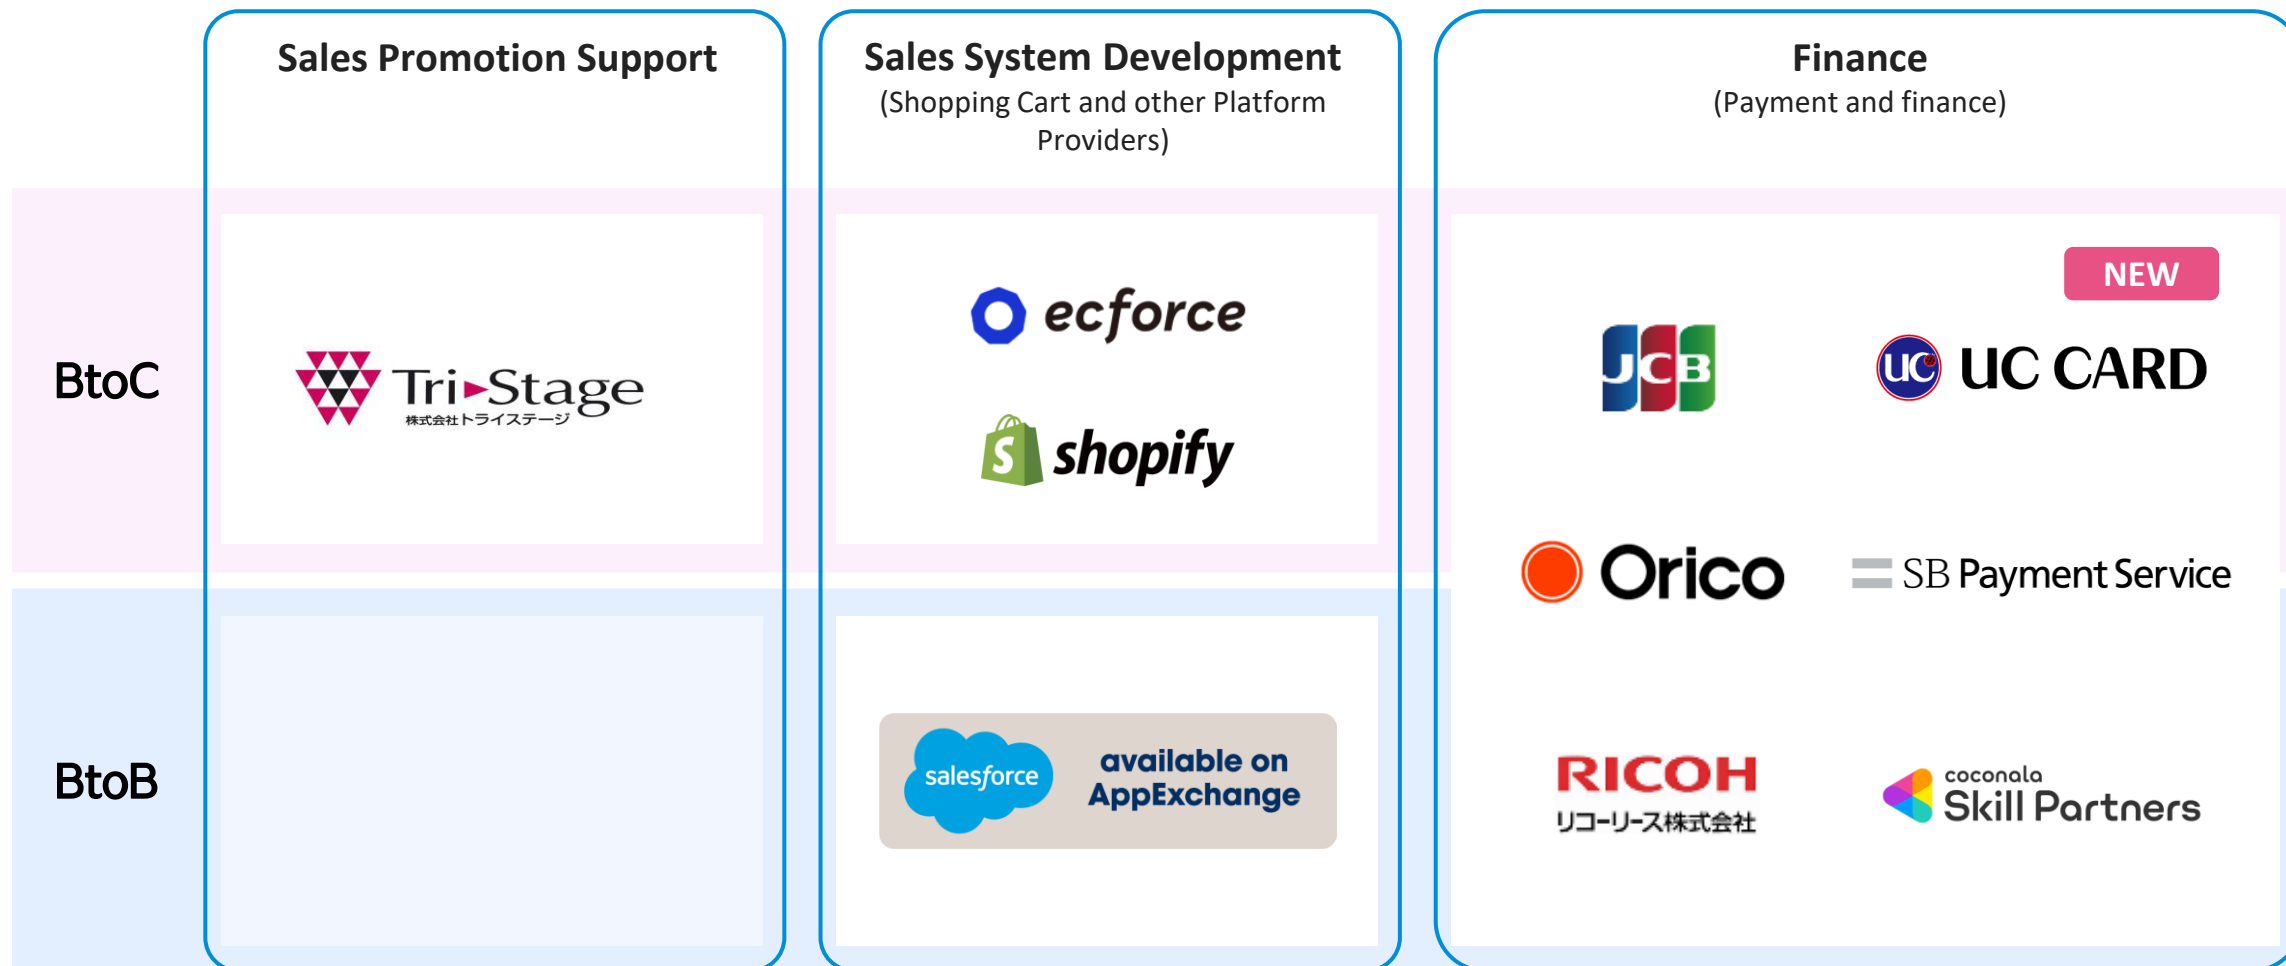 Sales Promotion Support
Sales System Development
(Shopping Cart and other Platform
Providers)
Finance
(Payment and finance)
BtoC
Tri-Stage
株式会社トライステージ
ecforce
shopify
NEW
JCB
UC UC CARD
Orico
SB Payment Service
BtoB
salesforce
available on
AppExchange
RICOH
リコーリース株式会社
coconala
Skill Partners